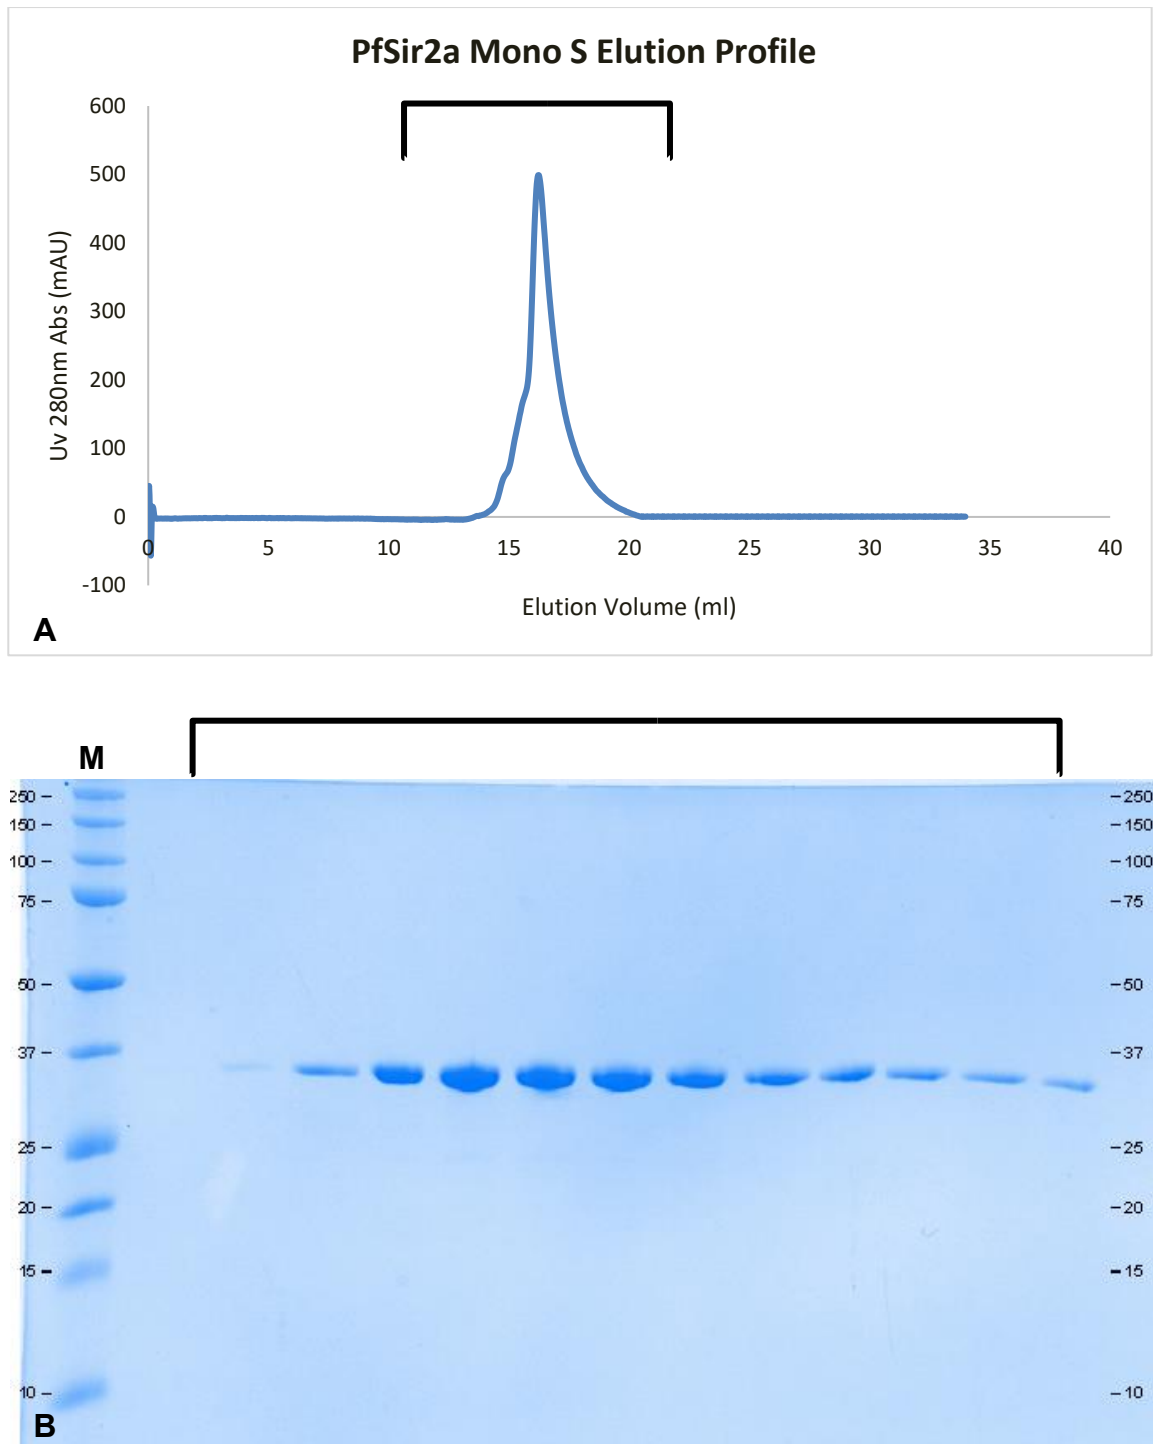 PfSir2a Mono S Elution Profile
600
500
400
300
200
100
0
-100
Uv 280nm Abs (mAU)
0 5 10 15 20 25 30 35 40
Elution Volume (ml)
A
M
250 – –250
150 – –150
100 – –100
75 – –75
50 – –50
37 – –37
25 – –25
20 – –20
15 – –15
10 – –10
B